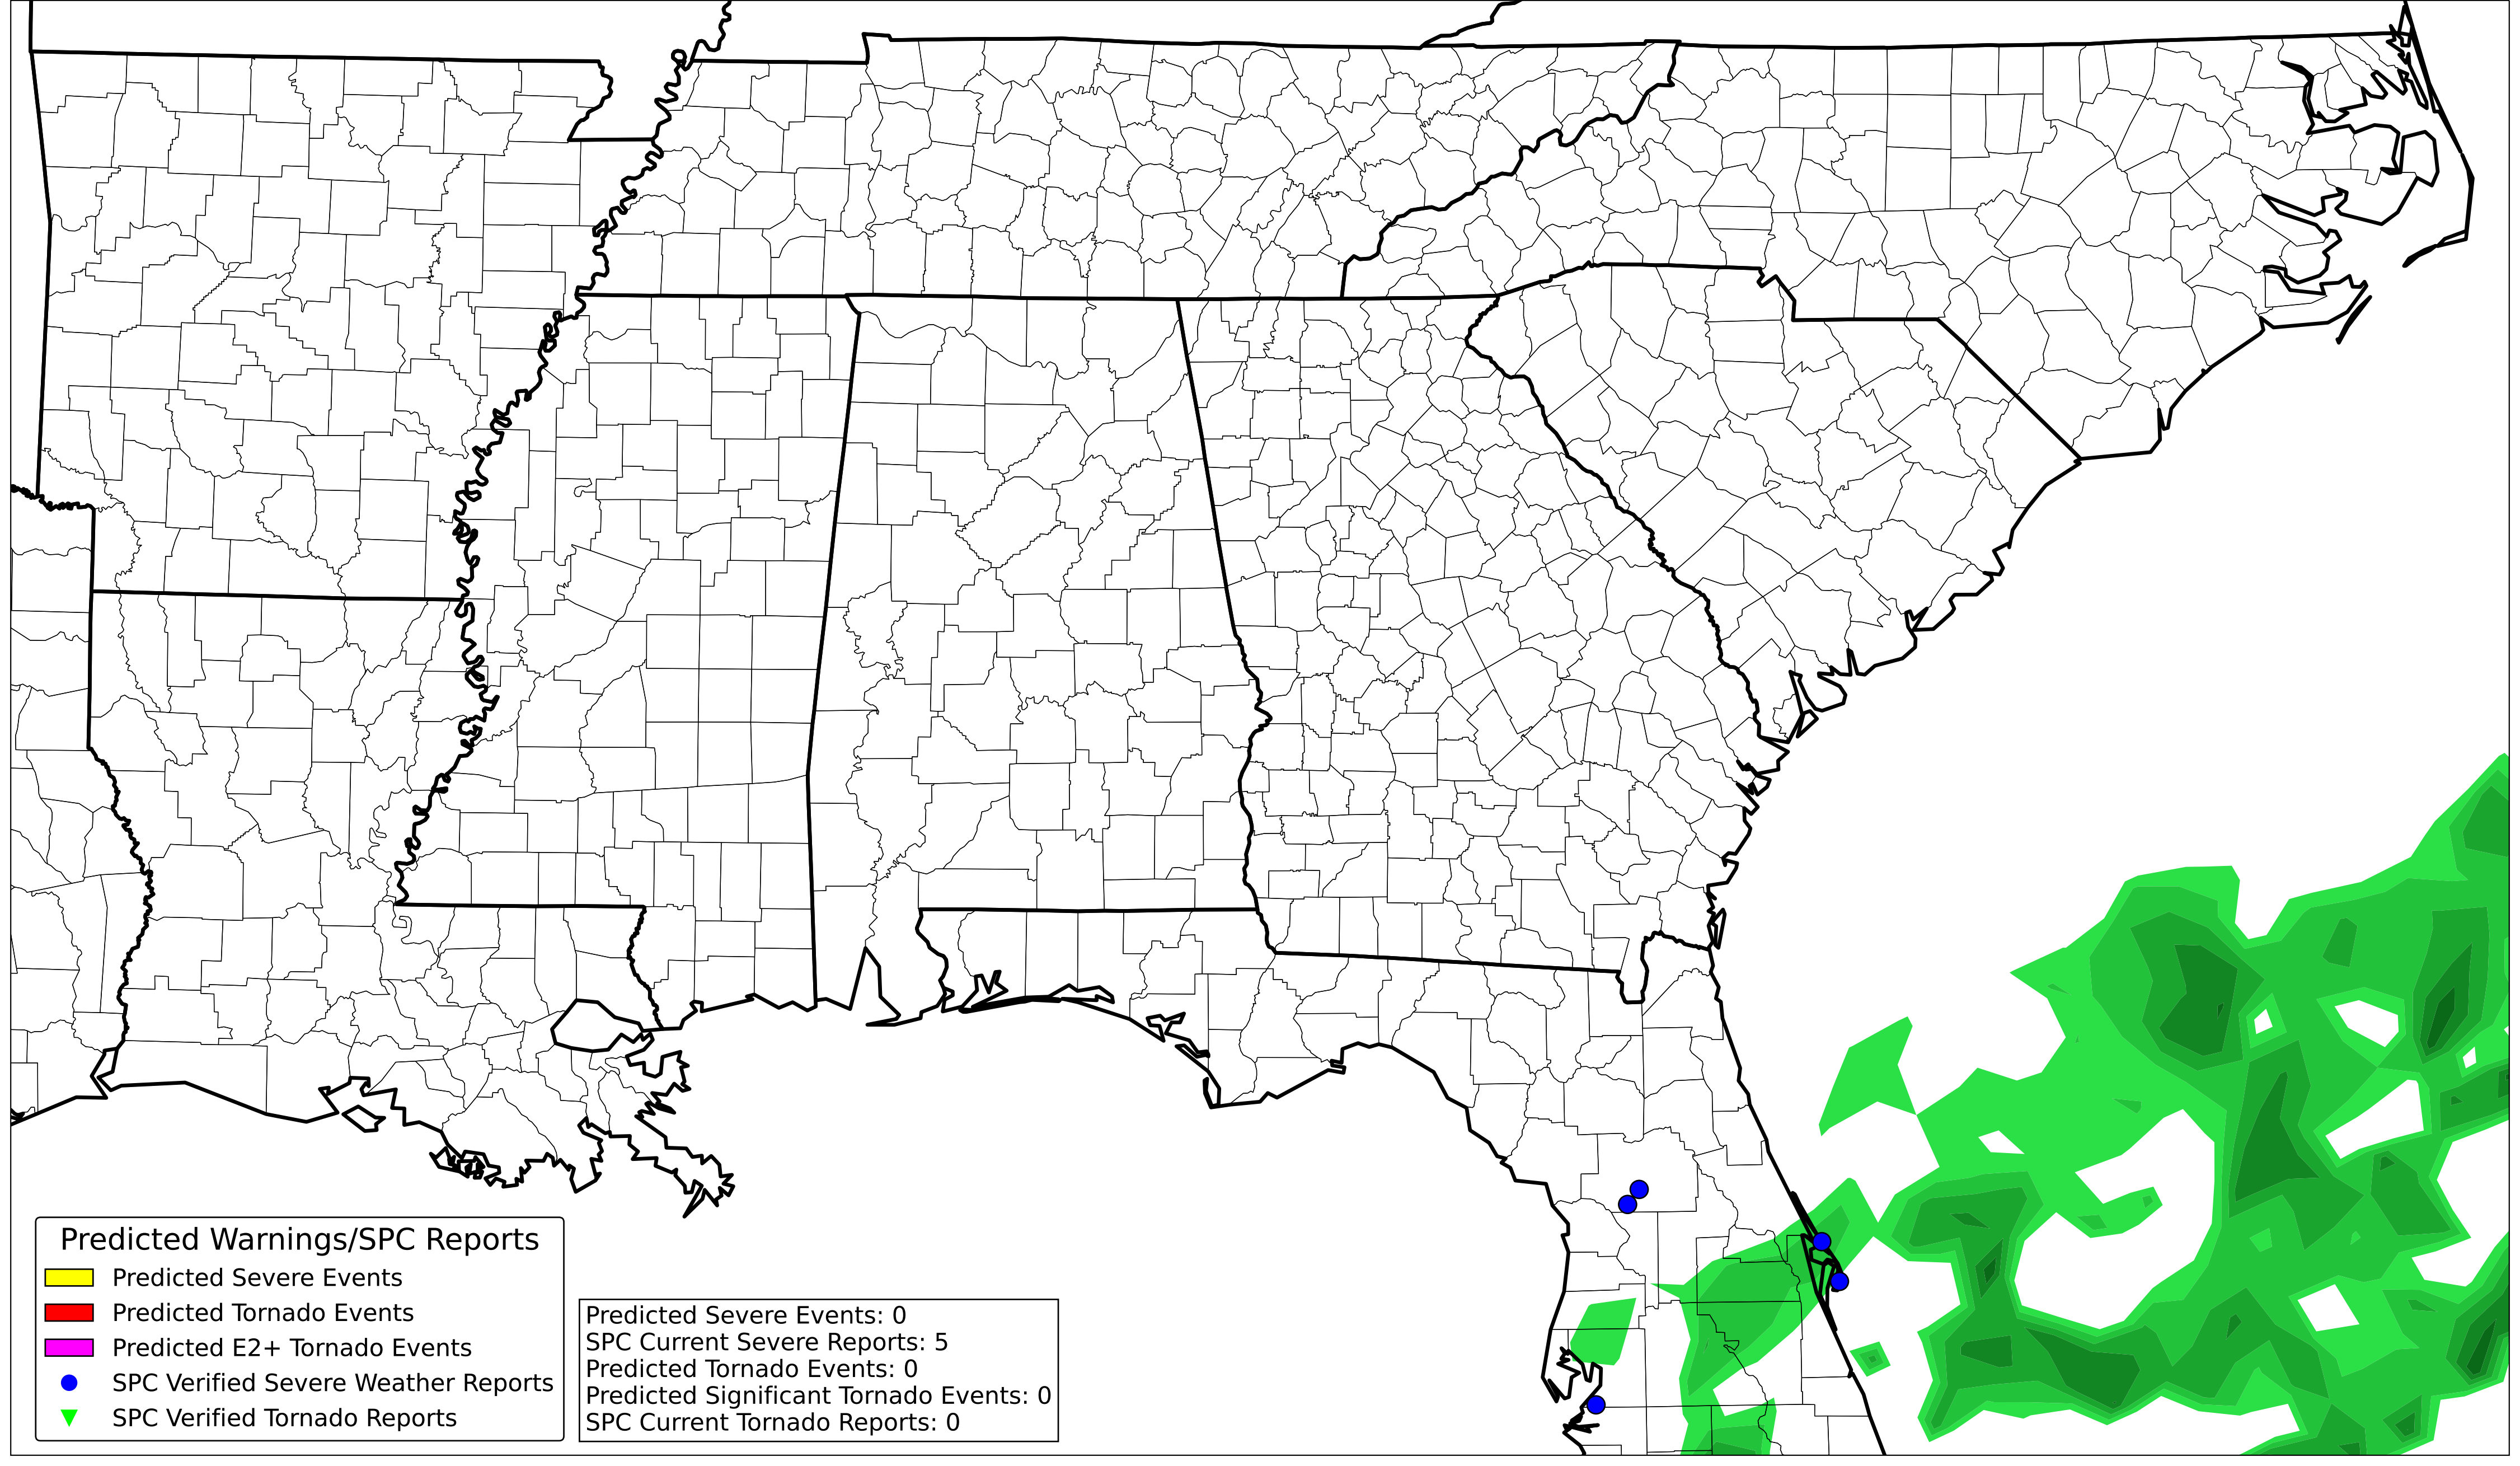 Predicted Warnings/SPC Reports
Predicted Severe Events
Predicted Tornado Events
Predicted E2+ Tornado Events
SPC Verified Severe Weather Reports
SPC Verified Tornado Reports
Predicted Severe Events: 0
SPC Current Severe Reports: 5
Predicted Tornado Events: 0
Predicted Significant Tornado Events: 0
SPC Current Tornado Reports: 0